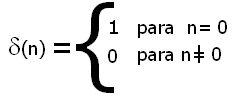 δ(n) = { 1 para n = 0
0 para n ≠ 0